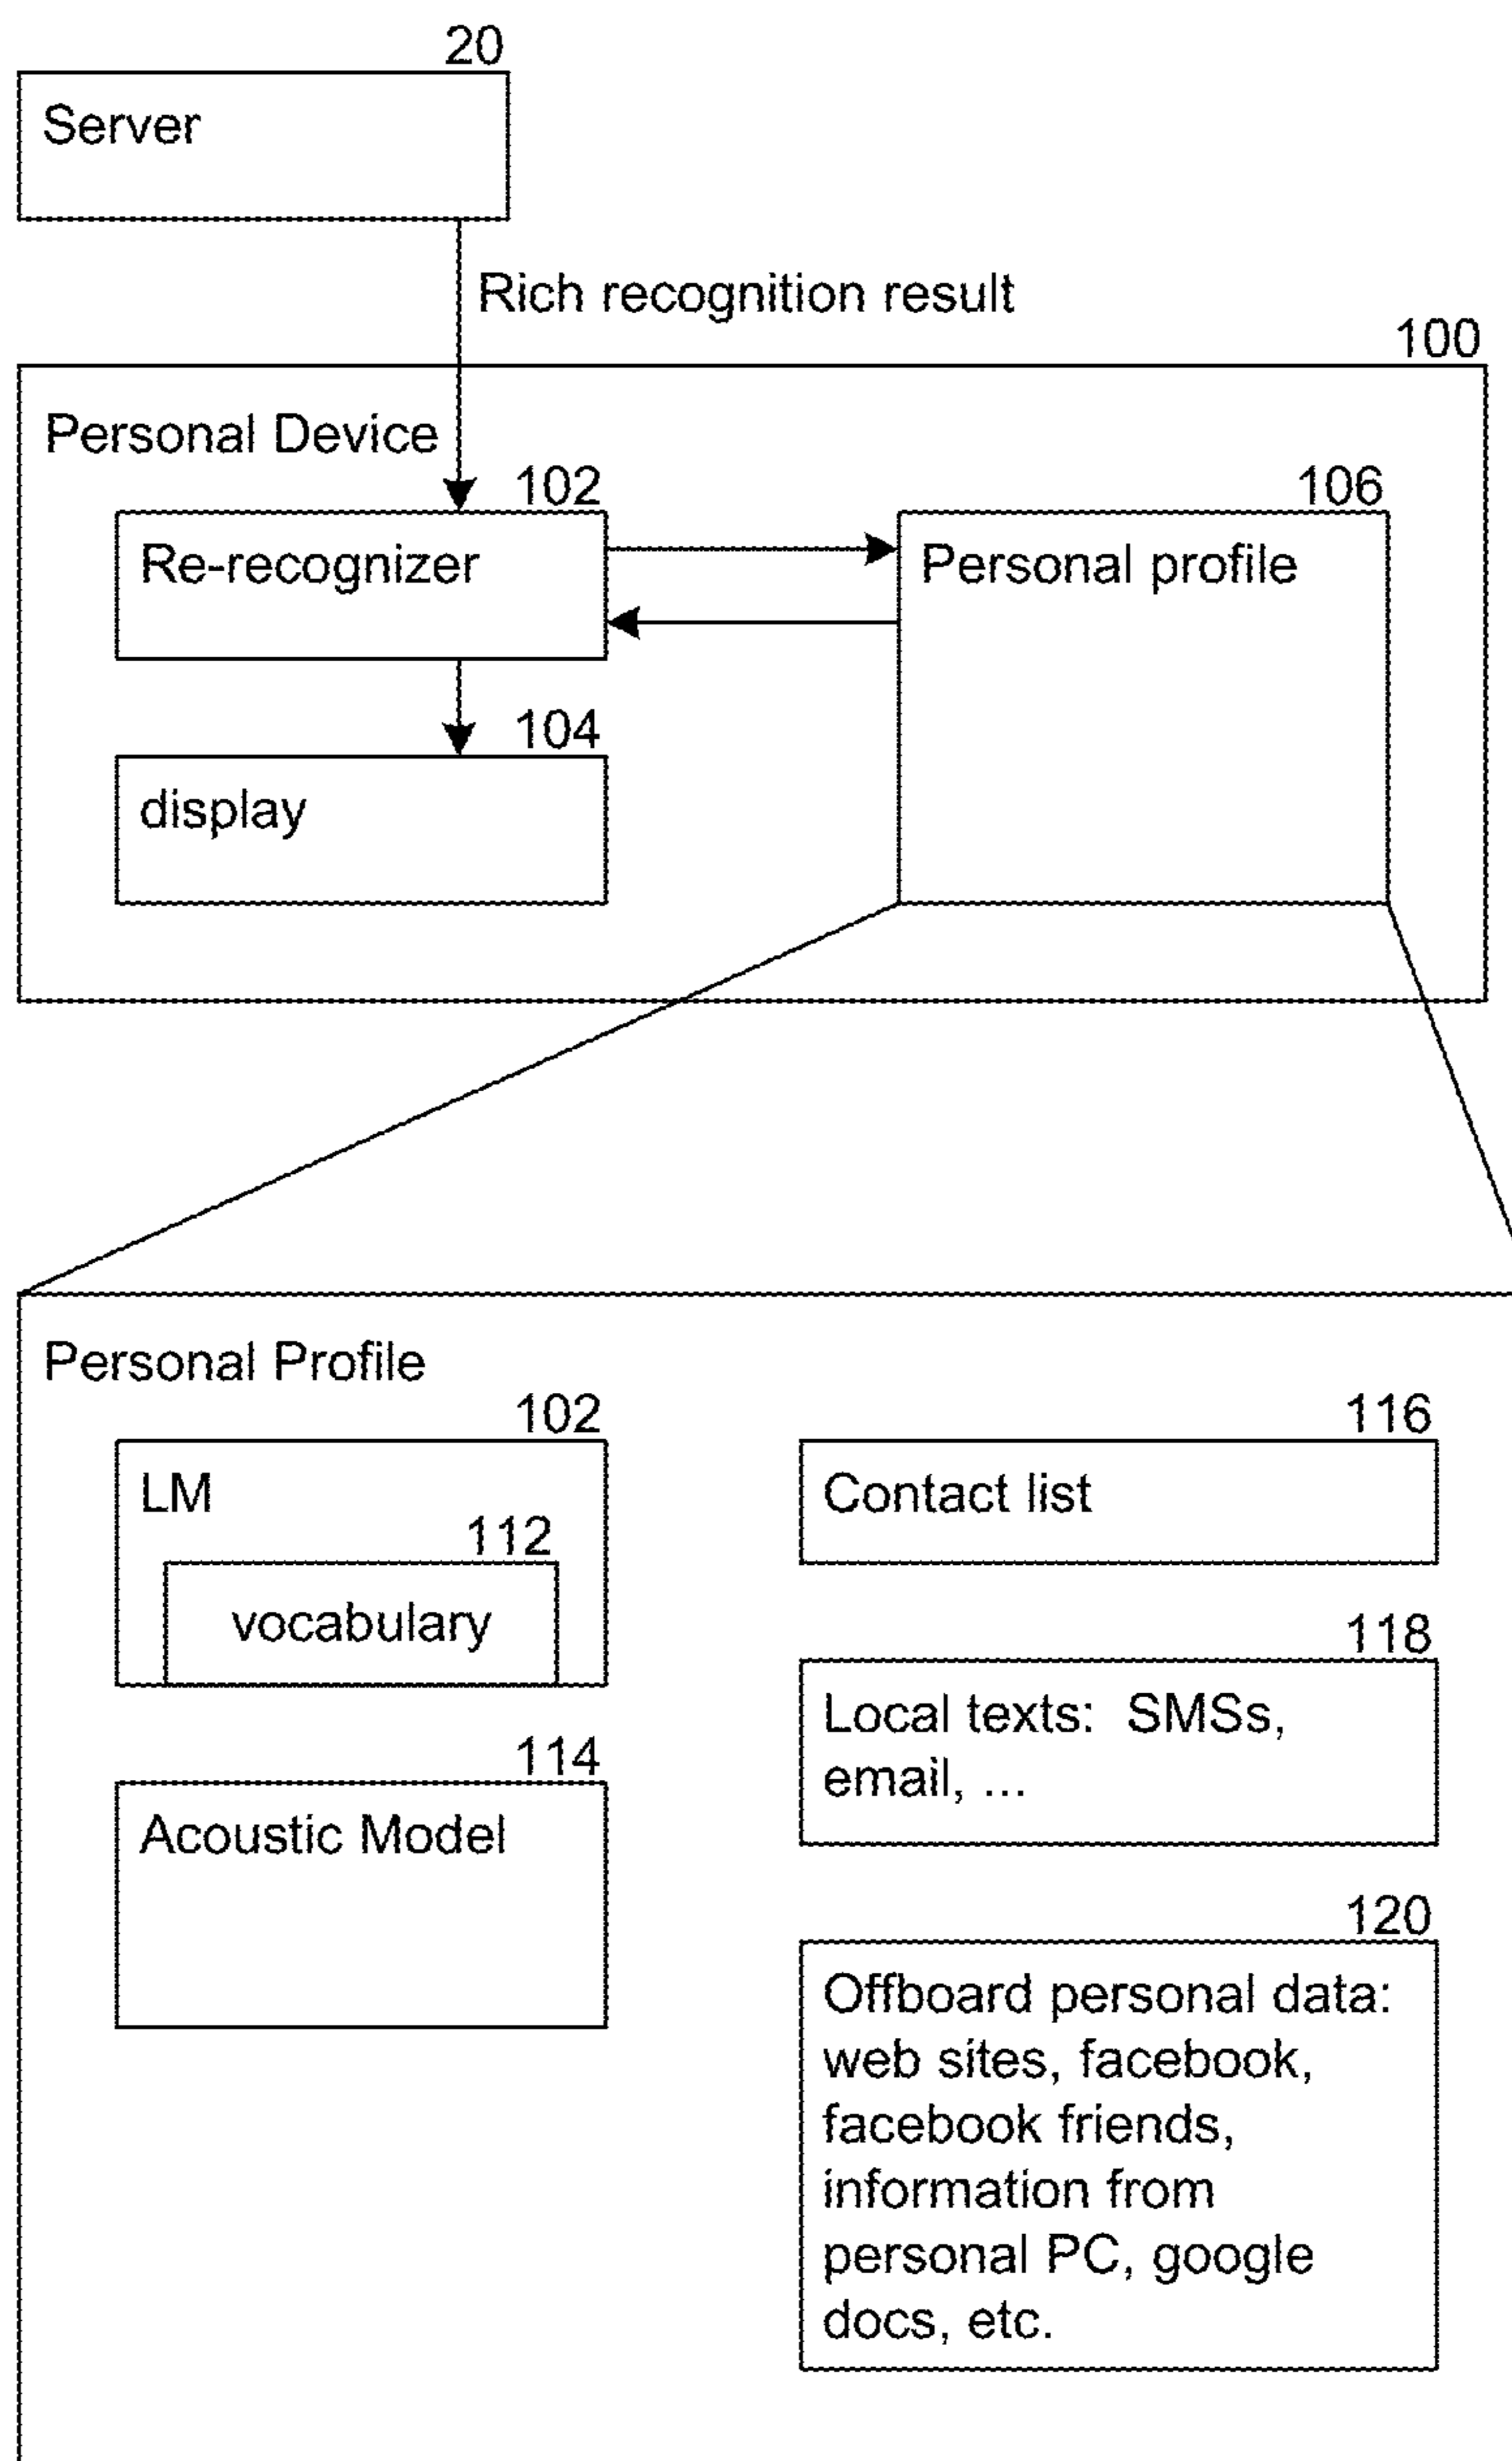 20
Server
Rich recognition result
100
Personal Device
102
106
Re-recognizer
Personal profile
104
display
Personal Profile
102
116
LM
Contact list
112
vocabulary
118
Local texts: SMSs,
email, ...
114
Acoustic Model
120
Offboard personal data:
web sites, facebook,
facebook friends,
information from
personal PC, google
docs, etc.